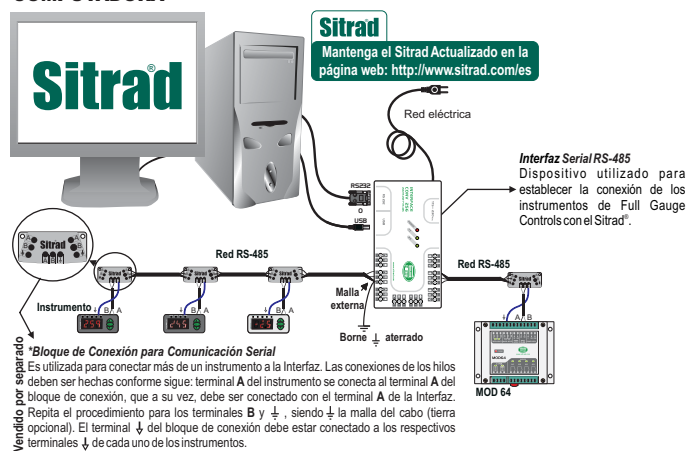 COMPUTADORA
Sitrad®
Sitrad
Mantenga el Sitrad Actualizado en la
página web: http://www.sitrad.com/es
Red eléctrica
RS232
O
USB
Interfaz Serial RS-485
Dispositivo utilizado para
establecer la conexión de los
instrumentos de Full Gauge
Controls con el Sitrad®.
Sitrad
A
B
A B
Red RS-485
Sitrad
Sitrad
Sitrad
Red RS-485
Sitrad
Instrumento
B A
B A
B A
A B
Malla
externa
Borne ⏚ aterrado
MOD64
MOD 64
Vendido por separado
*Bloque de Conexión para Comunicación Serial
Es utilizada para conectar más de un instrumento a la Interfaz. Las conexiones de los hilos
deben ser hechas conforme sigue: terminal A del instrumento se conecta al terminal A del
bloque de conexión, que a su vez, debe ser conectado con el terminal A de la Interfaz.
Repita el procedimiento para los terminales B y ⏚ , siendo ⏚ la malla del cabo (tierra
opcional). El terminal ↓ del bloque de conexión debe estar conectado a los respectivos
terminales ↓ de cada uno de los instrumentos.